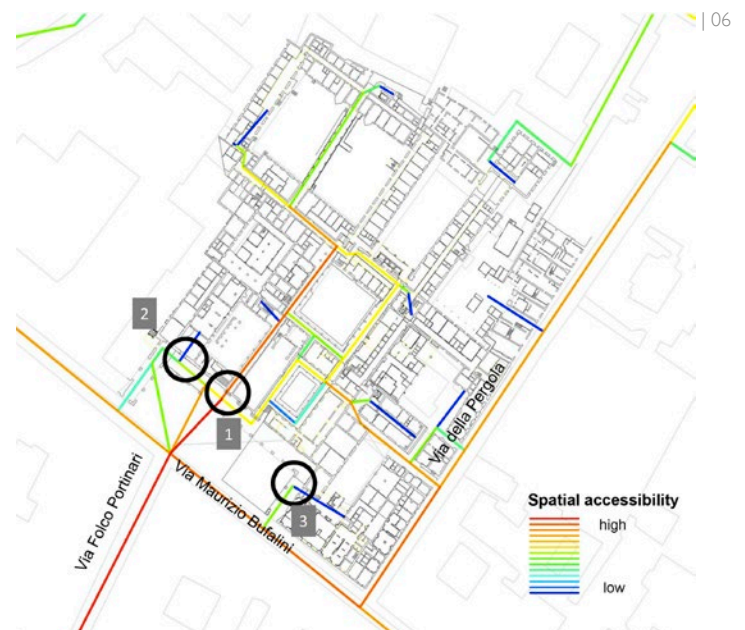 | 06
2
1
3
Via della Pergola
Via Maurizio Bufalini
Via Folco Portinari
Spatial accessibility
high
low